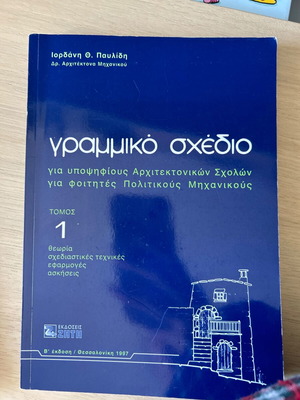 Ιορδάνη Θ. Παυλίδη
Δρ. Αρχιτέκτονα Μηχανικού
γραμμικό σχέδιο
για υποψηφίους Αρχιτεκτονικών Σχολών
για φοιτητές Πολιτικούς Μηχανικούς
ΤΟΜΟΣ
1
θεωρία
σχεδιαστικές τεχνικές
εφαρμογές
ασκήσεις
ΕΚΔΟΣΕΙΣ
ΖΗΤΗ
Β' έκδοση / Θεσσαλονίκη 1997